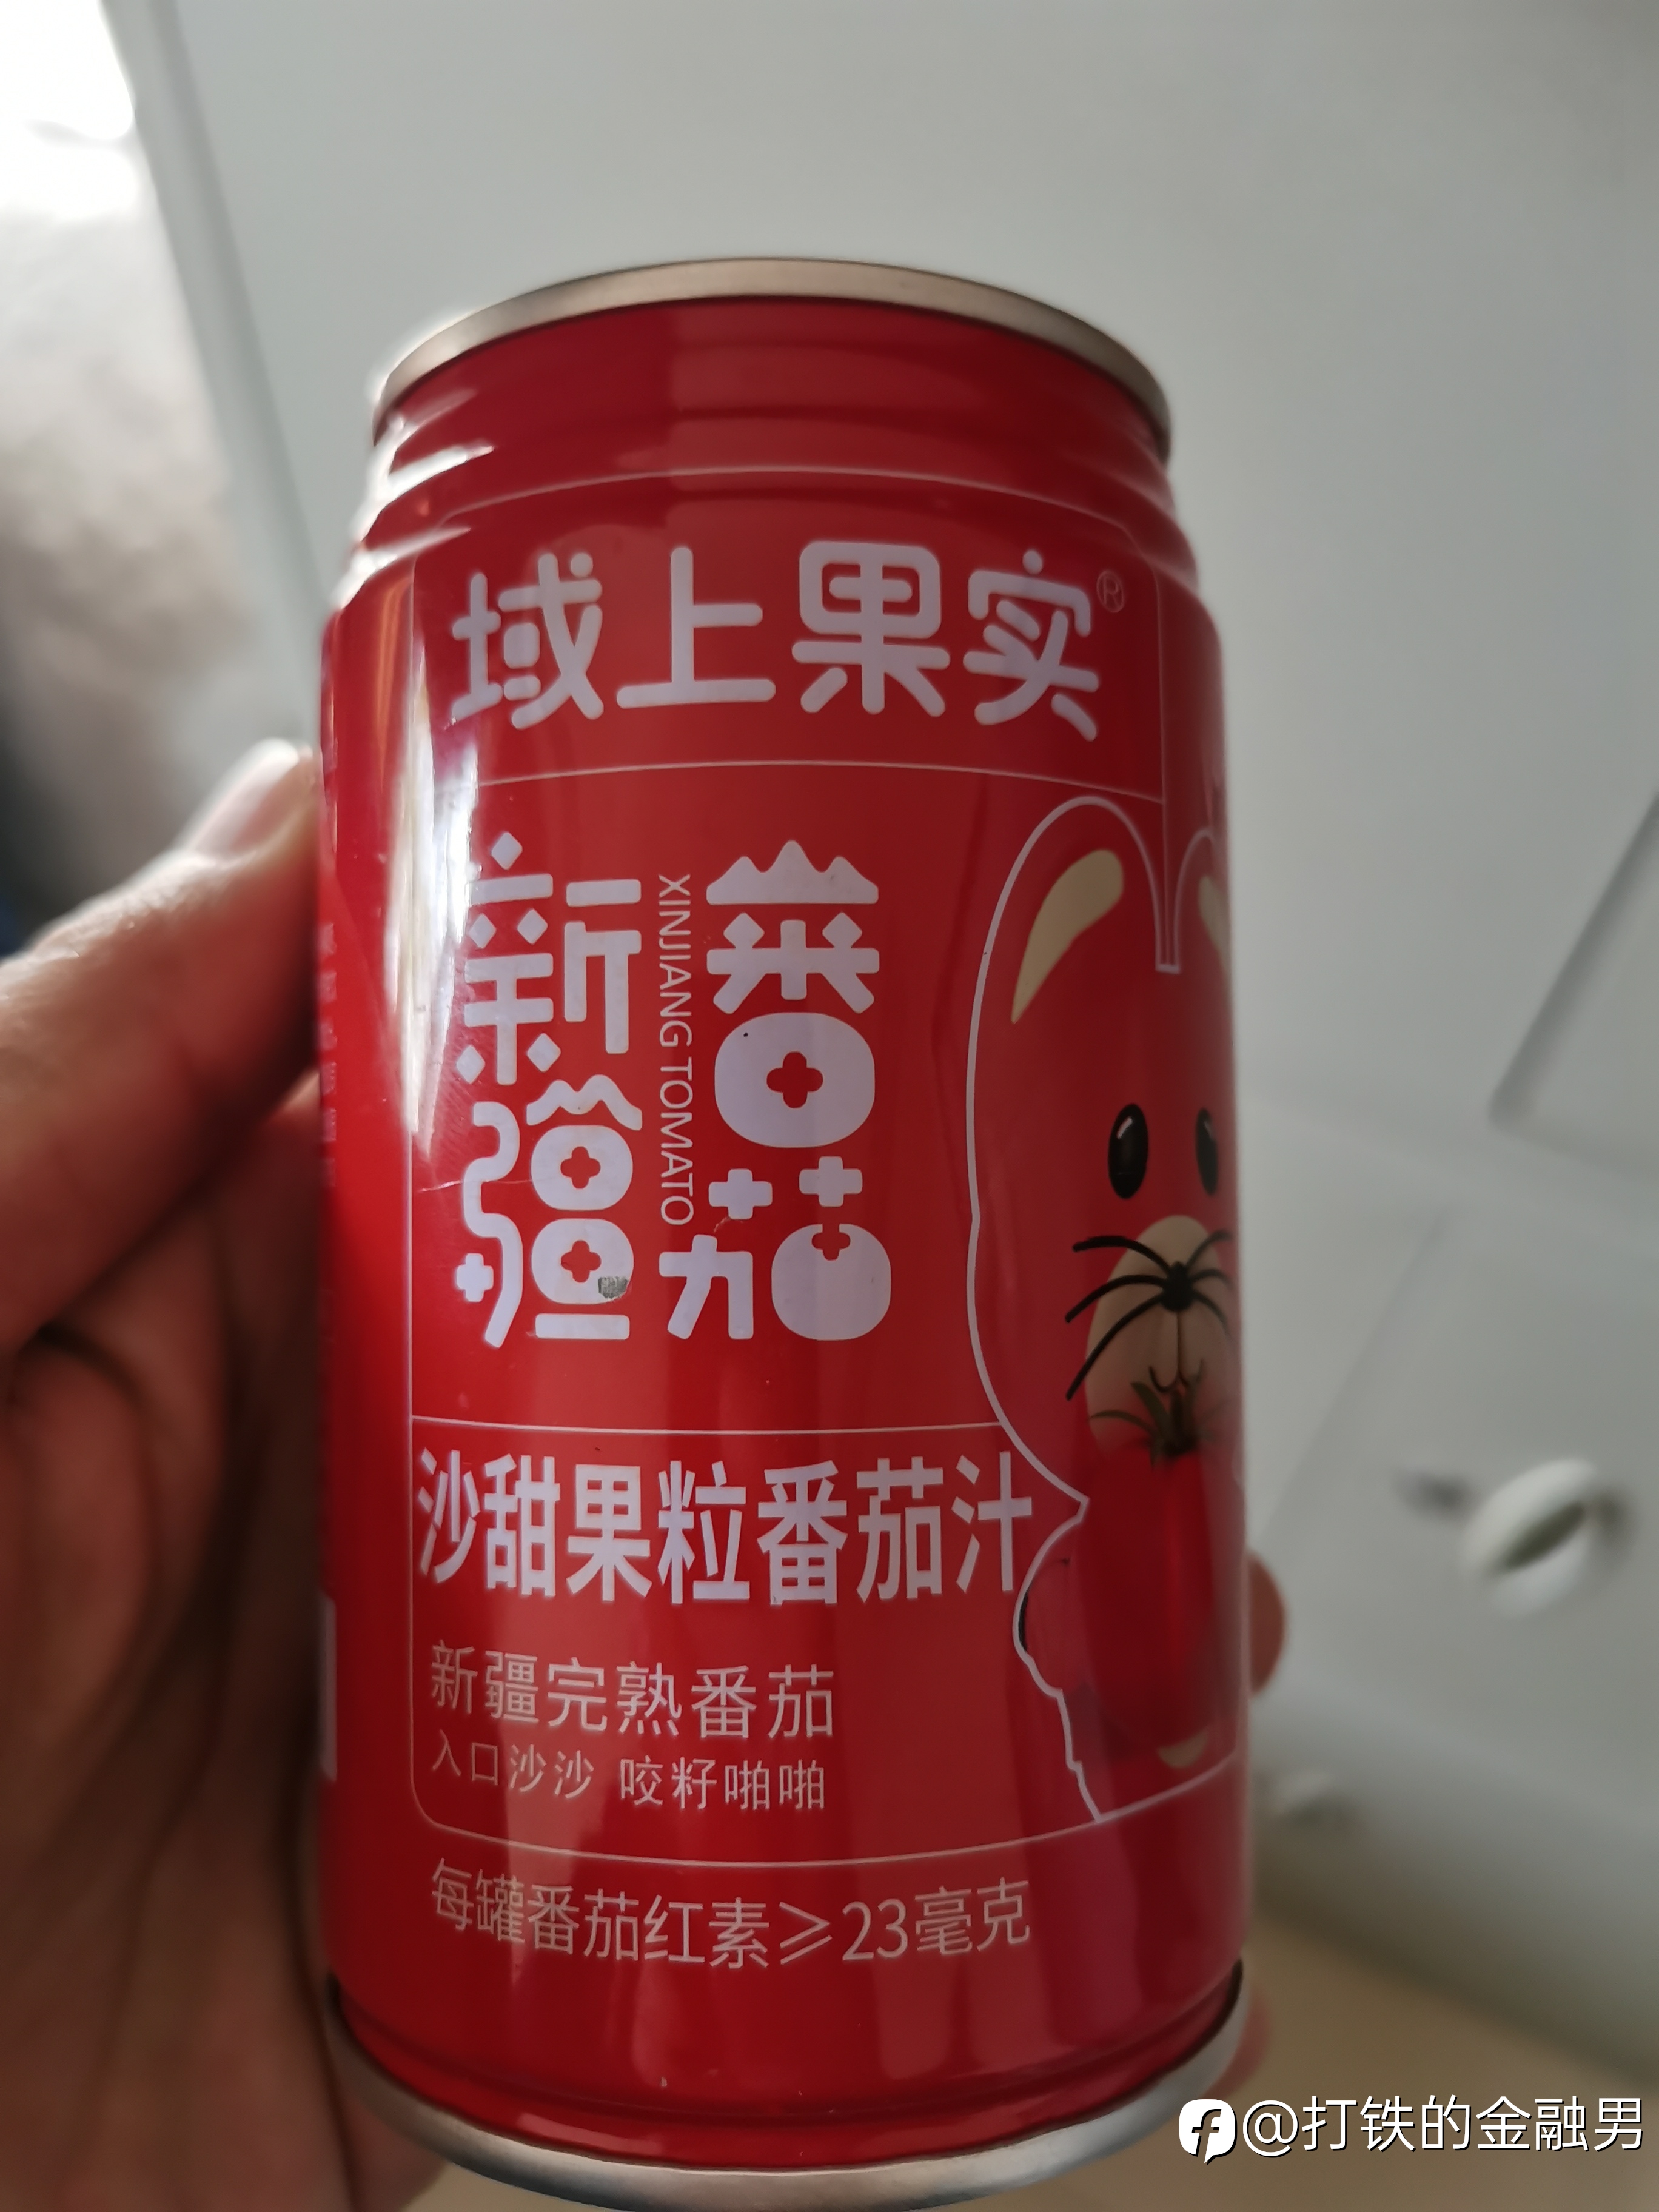 域上果实®
新疆
XINJIANG TOMATO
番茄
沙甜果粒番茄汁
新疆完熟番茄
入口沙沙 咬籽啪啪
每罐番茄红素≥23毫克
@打铁的金融男